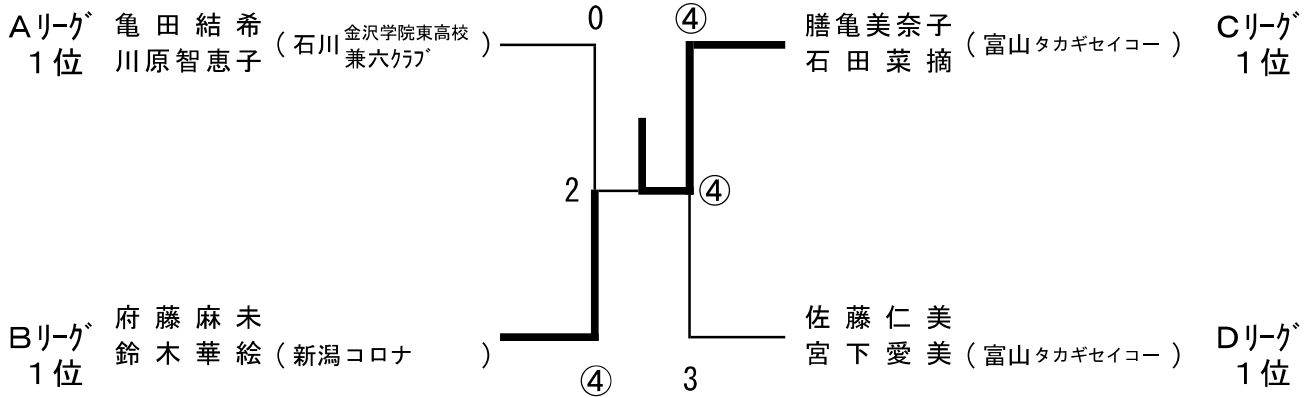 Aリーグ 亀田結希 0 ④ 膳亀美奈子 Cリーグ
1位 川原智恵子 (石川 金沢学院東高校 兼六クラブ) 石田菜摘 (富山 タカギセイコー) 1位
2 ④
Bリーグ 府藤麻未 佐藤仁美 Dリーグ
1位 鈴木華絵 (新潟 コロナ) 宮下愛美 (富山 タカギセイコー) 1位
④ 3